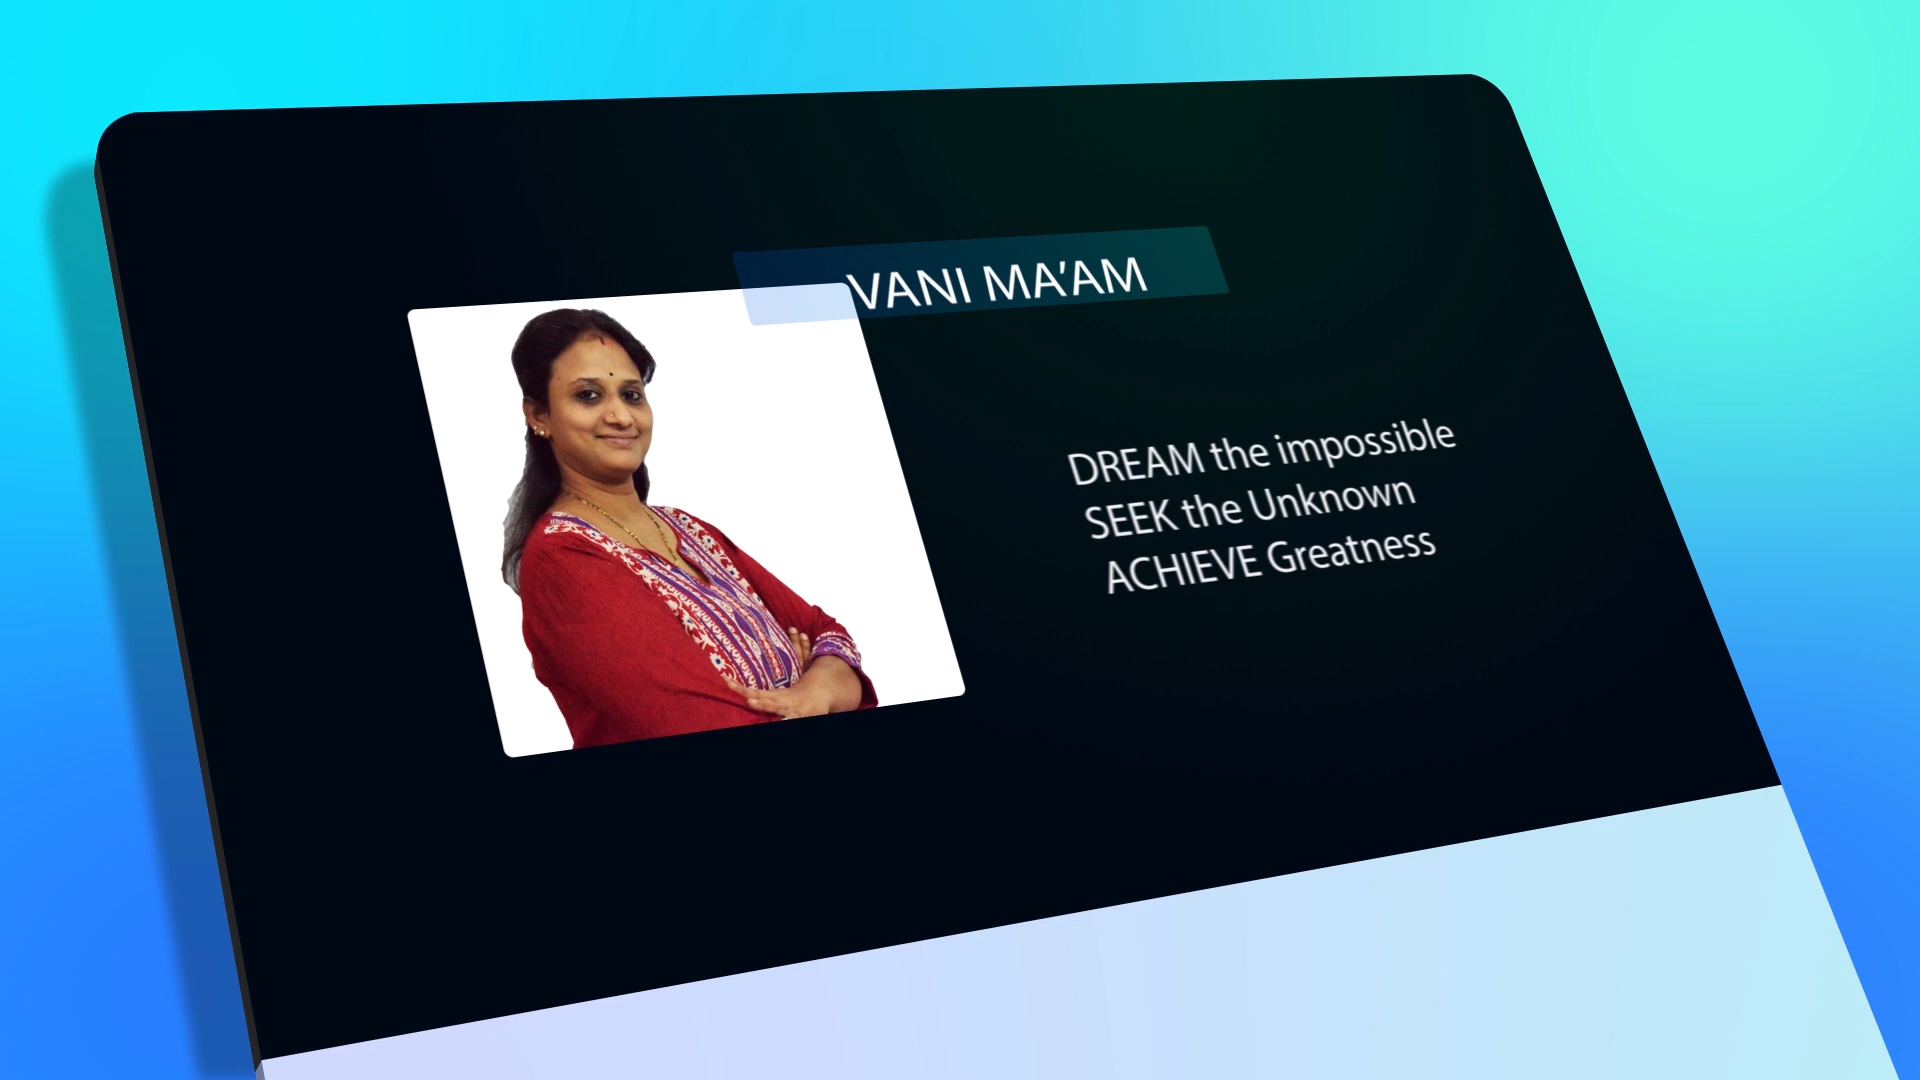 VANI MA’AM
DREAM the impossible
SEEK the Unknown
ACHIEVE Greatness